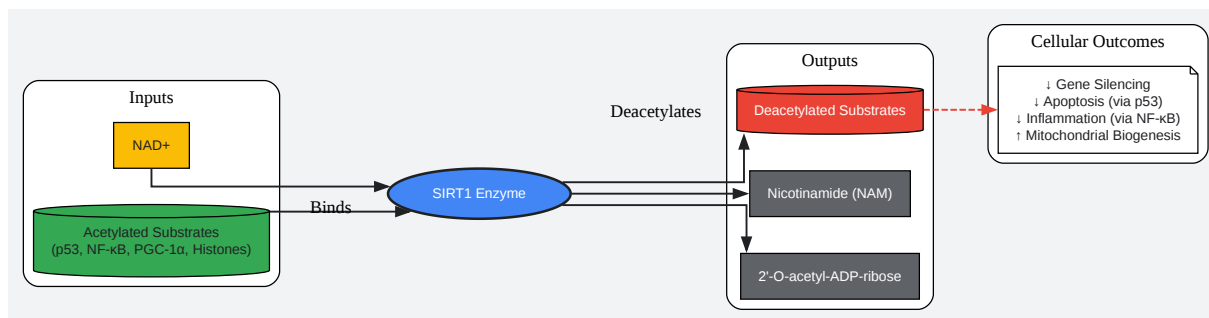 Inputs
NAD+
Acetylated Substrates
(p53, NF-κB, PGC-1α, Histones)
Binds
SIRT1 Enzyme
Deacetylates
Outputs
Deacetylated Substrates
Nicotinamide (NAM)
2'-O-acetyl-ADP-ribose
Cellular Outcomes
↓ Gene Silencing
↓ Apoptosis (via p53)
↓ Inflammation (via NF-κB)
↑ Mitochondrial Biogenesis